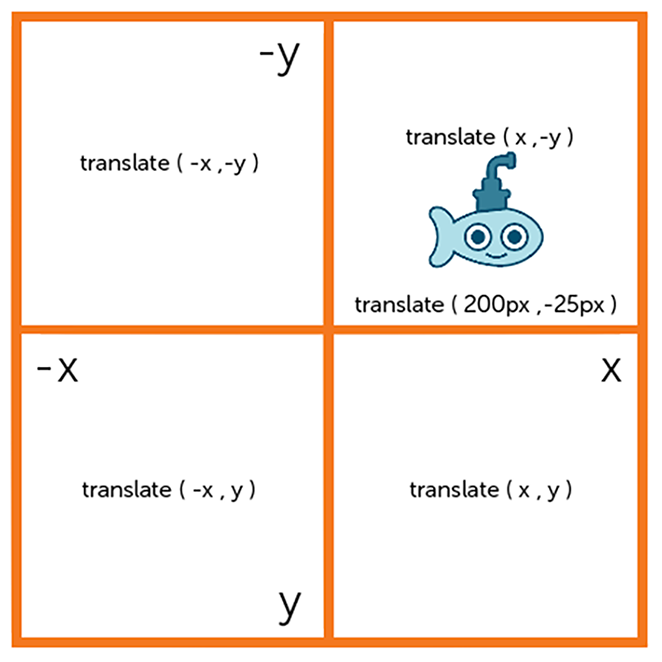 -y
translate ( -x ,-y )
translate ( x ,-y )
translate ( 200px ,-25px )
-x
x
translate ( -x , y )
translate ( x , y )
y